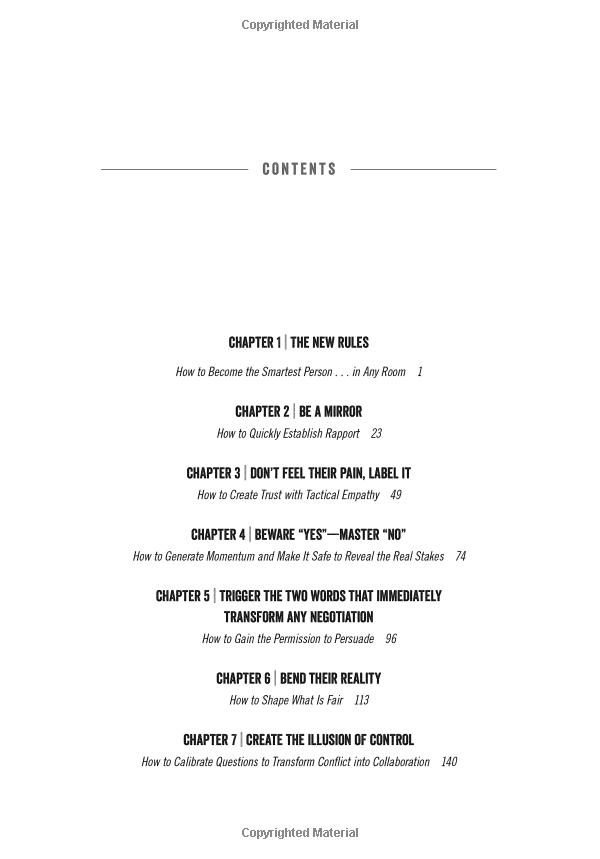 Copyrighted Material
CONTENTS
CHAPTER 1 | THE NEW RULES
How to Become the Smartest Person . . . in Any Room 1
CHAPTER 2 | BE A MIRROR
How to Quickly Establish Rapport 23
CHAPTER 3 | DON’T FEEL THEIR PAIN, LABEL IT
How to Create Trust with Tactical Empathy 49
CHAPTER 4 | BEWARE “YES”—MASTER “NO”
How to Generate Momentum and Make It Safe to Reveal the Real Stakes 74
CHAPTER 5 | TRIGGER THE TWO WORDS THAT IMMEDIATELY
TRANSFORM ANY NEGOTIATION
How to Gain the Permission to Persuade 96
CHAPTER 6 | BEND THEIR REALITY
How to Shape What Is Fair 113
CHAPTER 7 | CREATE THE ILLUSION OF CONTROL
How to Calibrate Questions to Transform Conflict into Collaboration 140
Copyrighted Material